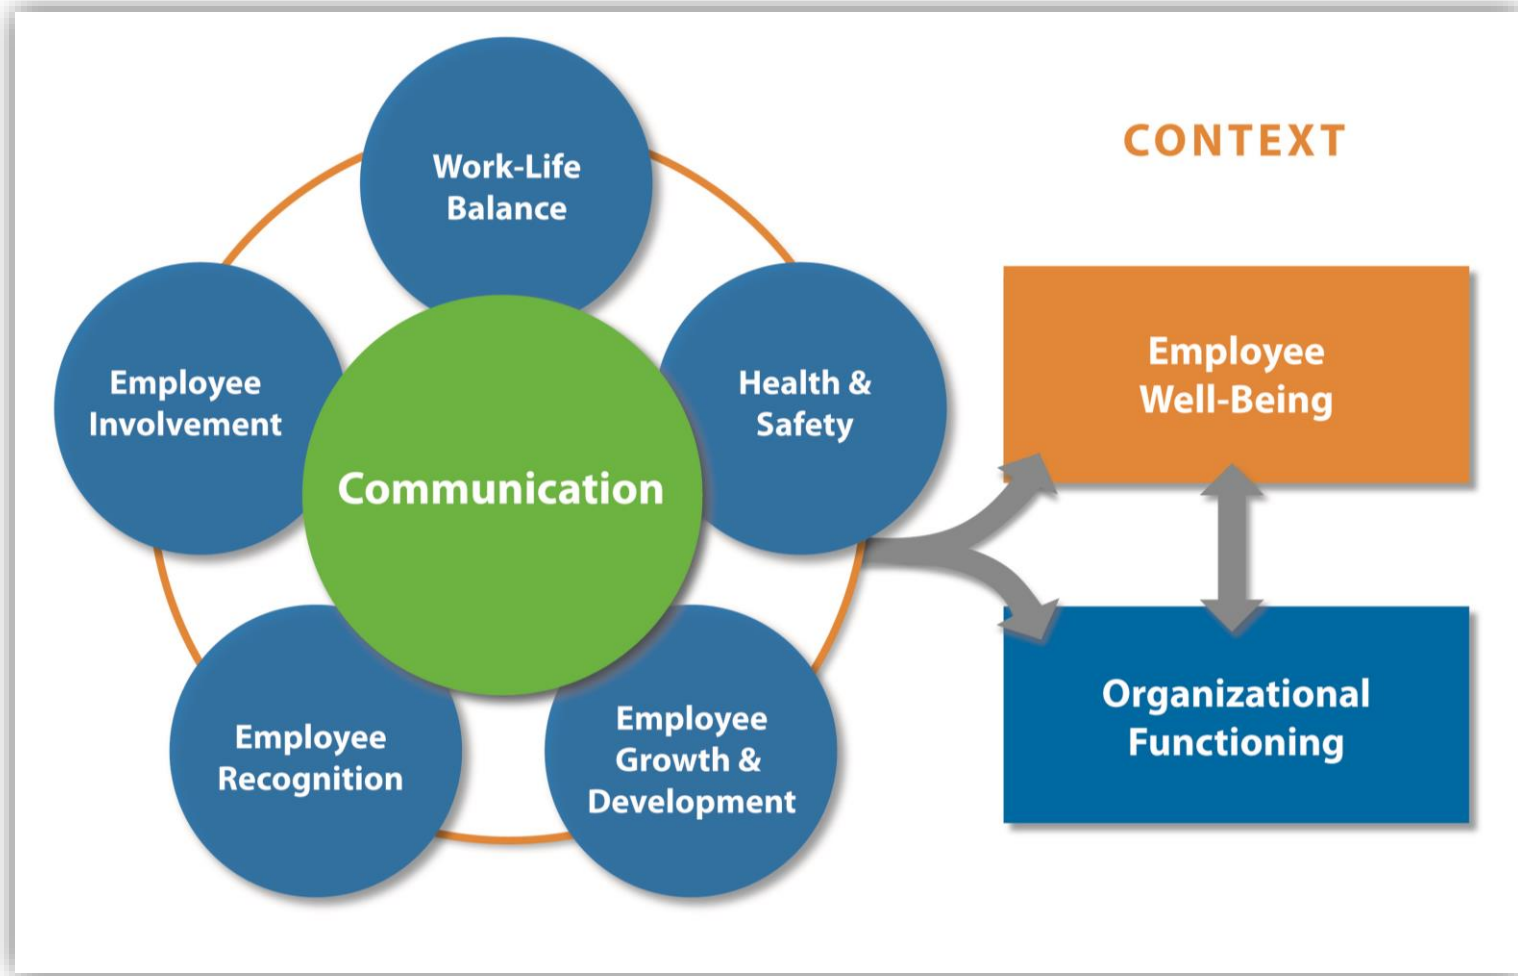 Work-Life
Balance
Employee
Involvement
Communication
Health &
Safety
Employee
Recognition
Employee
Growth &
Development
CONTEXT
Employee
Well-Being
Organizational
Functioning